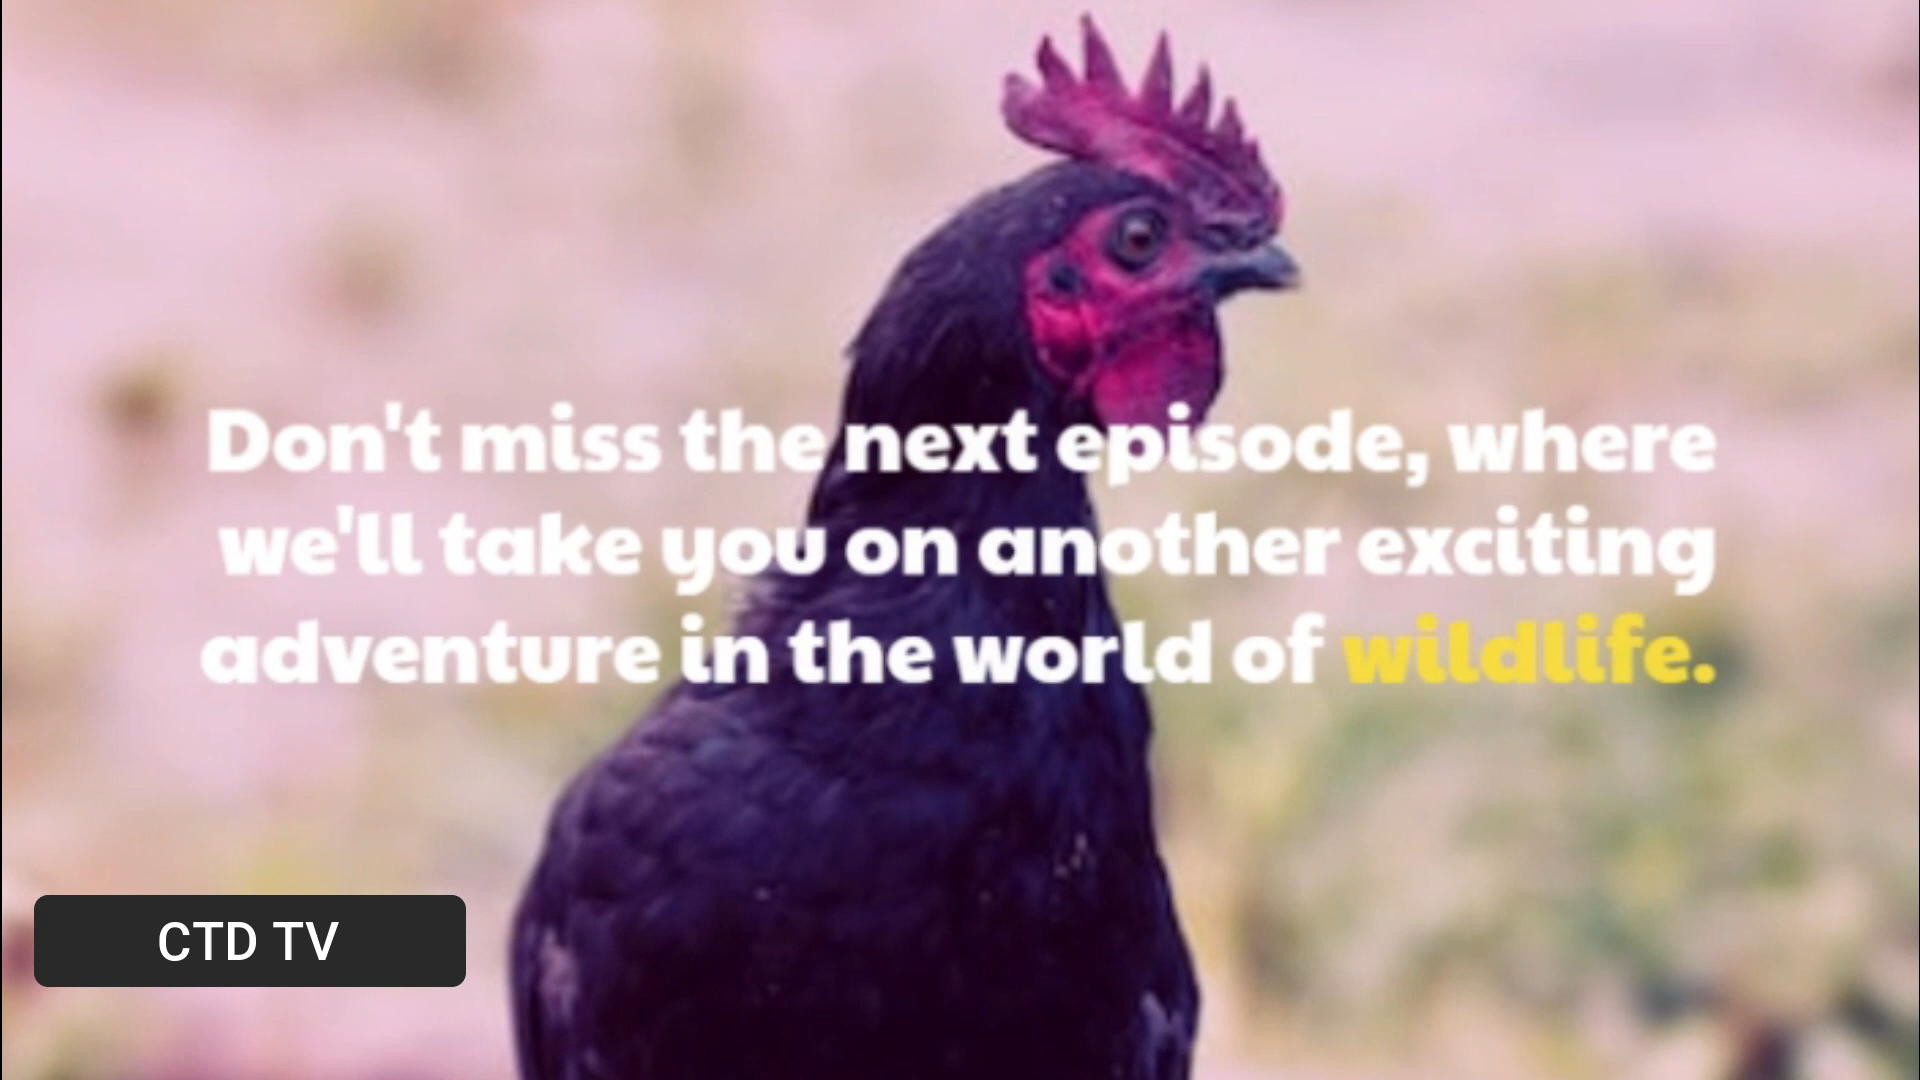 Don't miss the next episode, where
we'll take you on another exciting
adventure in the world of wildlife.
CTD TV